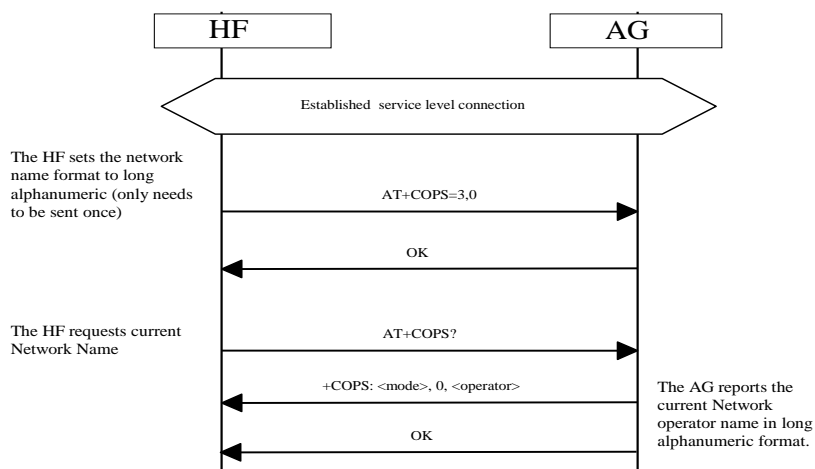 HF
AG
Established service level connection
The HF sets the network
name format to long
alphanumeric (only needs
to be sent once)
AT+COPS=3,0
OK
The HF requests current
Network Name
AT+COPS?
+COPS: <mode>, 0, <operator>
The AG reports the
current Network
operator name in long
alphanumeric format.
OK